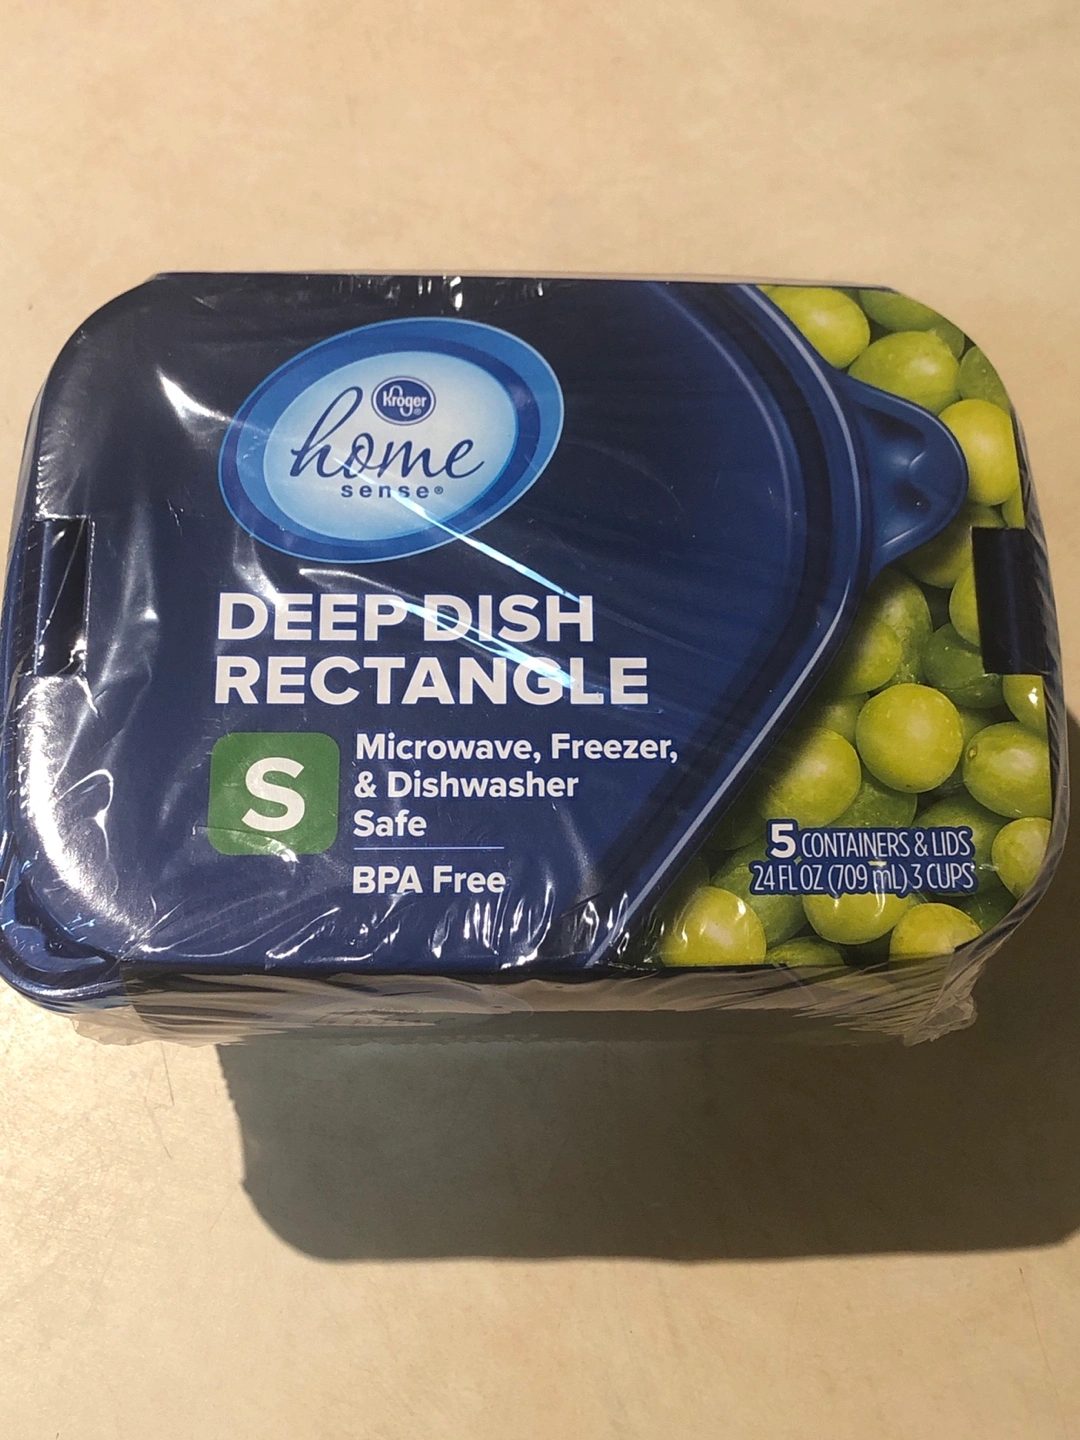 Kroger®
home
sense®
DEEP DISH
RECTANGLE
S
Microwave, Freezer,
& Dishwasher
Safe
BPA Free
5 CONTAINERS & LIDS
24 FL OZ (709 mL) 3 CUPS